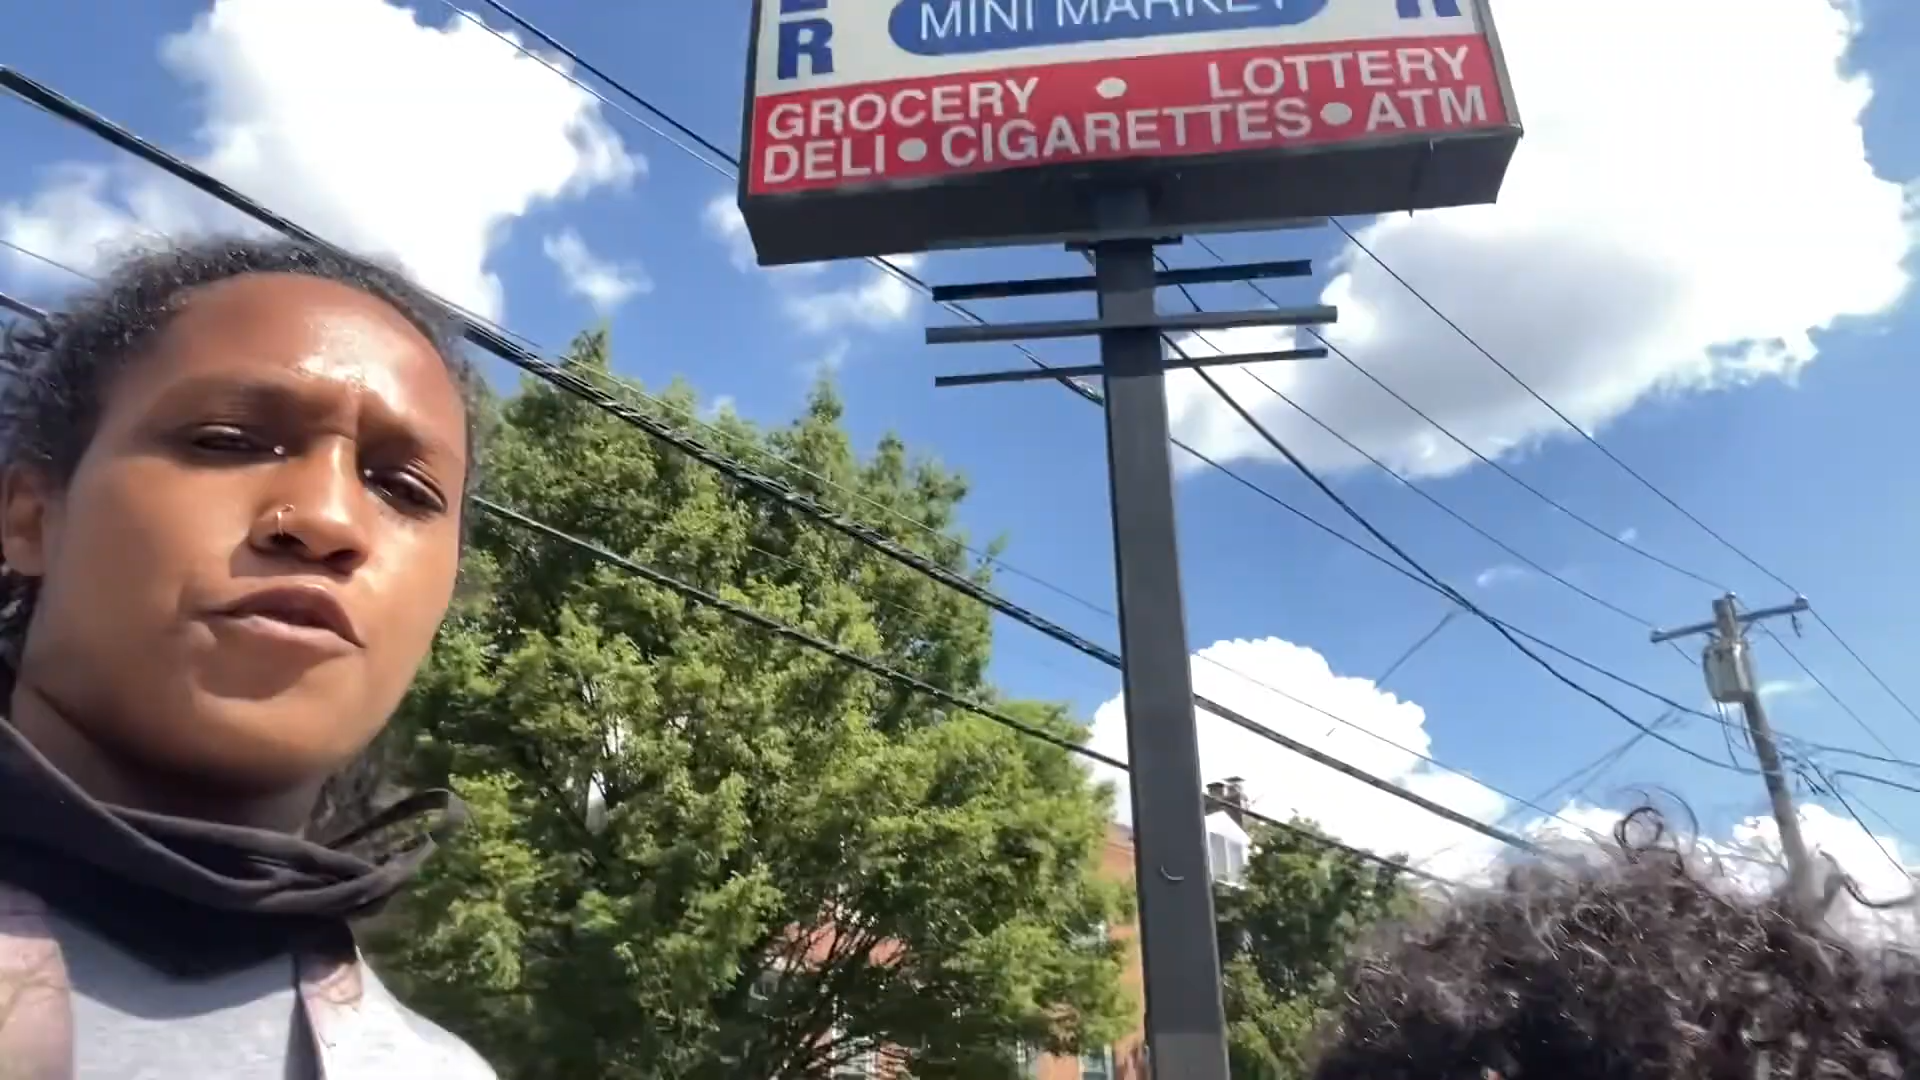 R
MINI MARKET
GROCERY • LOTTERY
DELI • CIGARETTES • ATM